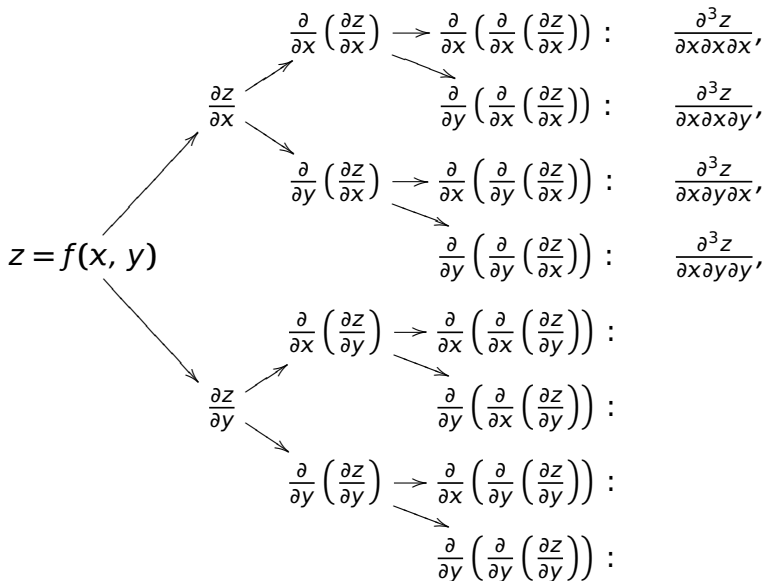 ∂/∂x (∂z/∂x) → ∂/∂x (∂/∂x (∂z/∂x)) : ∂³z/∂x∂x∂x,
∂z/∂x ∂/∂y (∂/∂x (∂z/∂x)) : ∂³z/∂x∂x∂y,
∂/∂y (∂z/∂x) → ∂/∂x (∂/∂y (∂z/∂x)) : ∂³z/∂x∂y∂x,
z = f(x, y) ∂/∂y (∂/∂y (∂z/∂x)) : ∂³z/∂x∂y∂y,
∂/∂x (∂z/∂y) → ∂/∂x (∂/∂x (∂z/∂y)) :
∂z/∂y ∂/∂y (∂/∂x (∂z/∂y)) :
∂/∂y (∂z/∂y) → ∂/∂x (∂/∂y (∂z/∂y)) :
∂/∂y (∂/∂y (∂z/∂y)) :